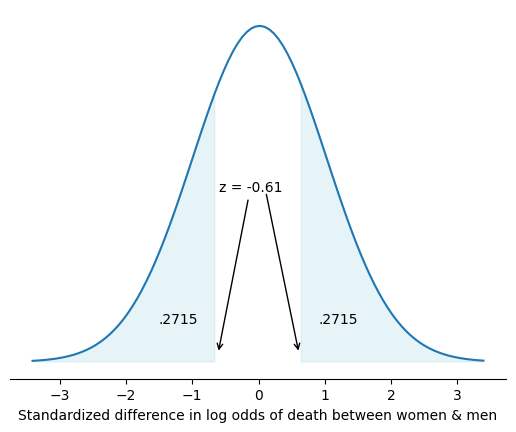 z = -0.61
.2715 .2715
−3 −2 −1 0 1 2 3
Standardized difference in log odds of death between women & men